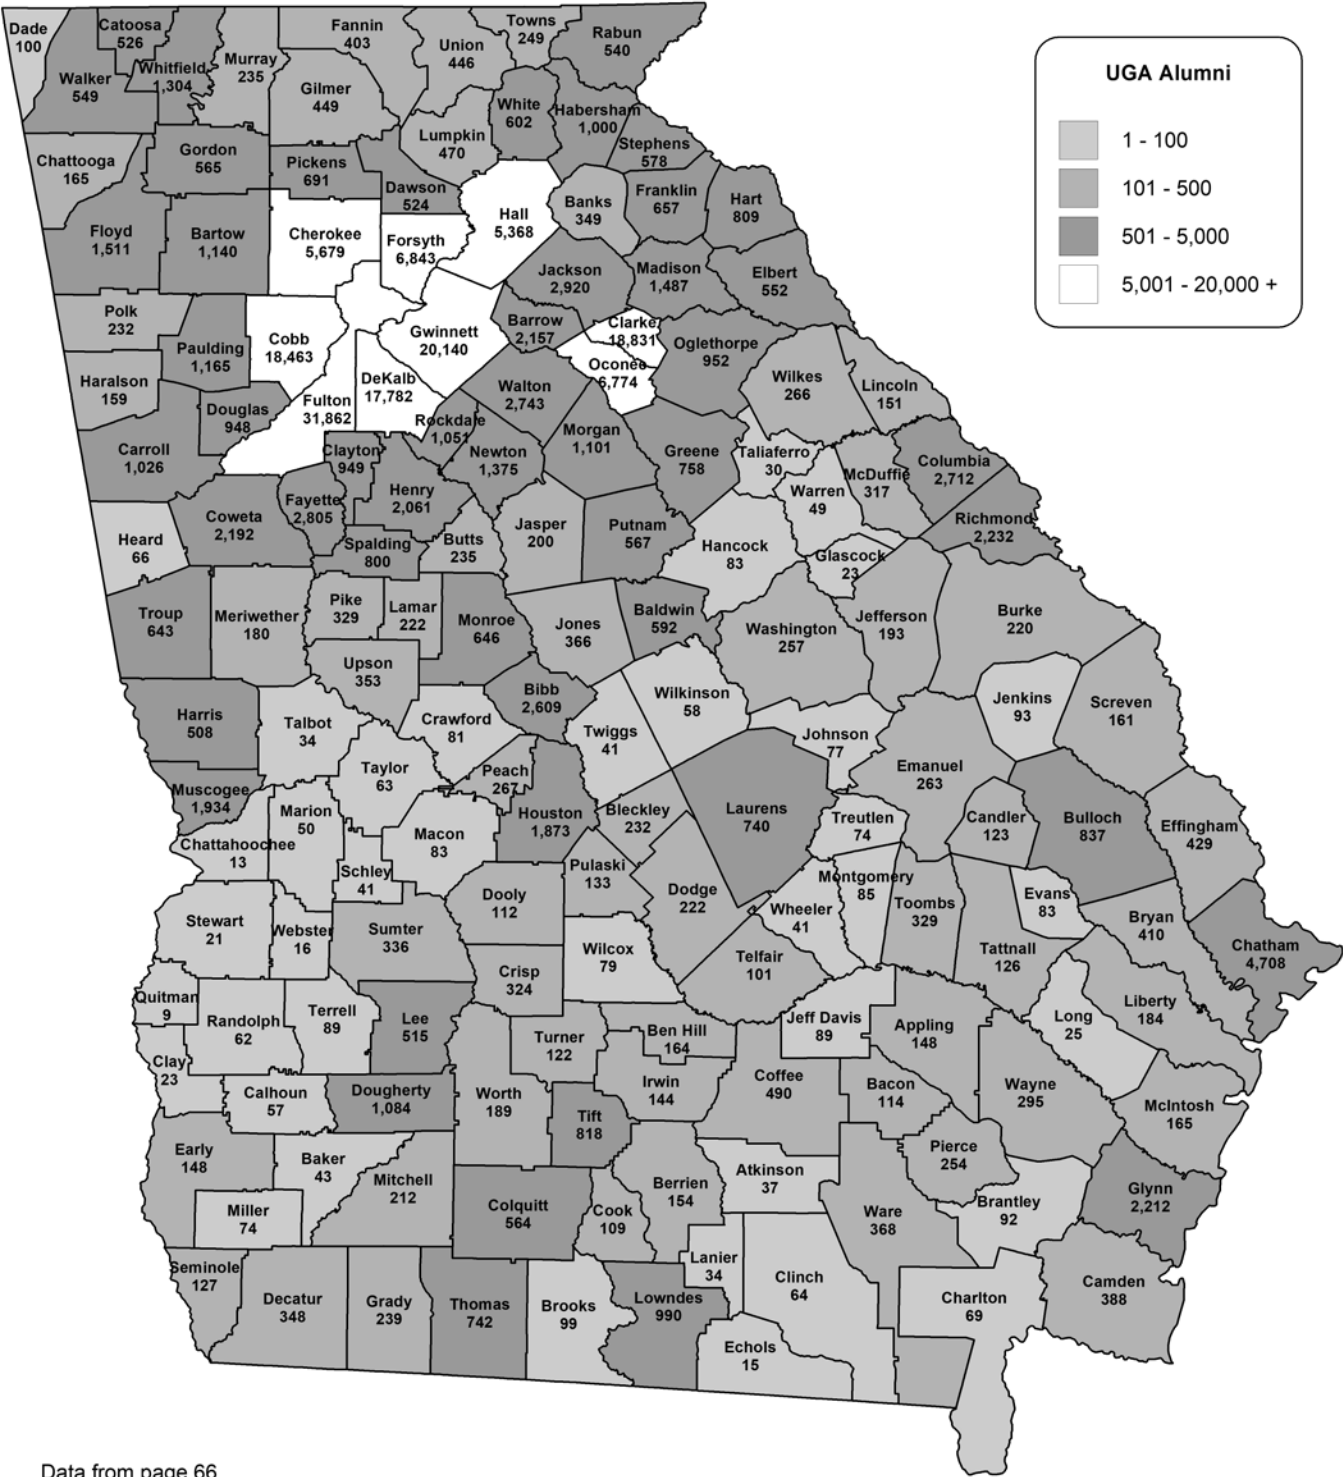 Dade
100
Catoosa
526
Walker
549
Whitfield
1,304
Murray
235
Fannin
403
Gilmer
449
Union
446
Towns
249
Rabun
540
White
602
Habersham
1,000
Lumpkin
470
Stephens
578
Chattooga
165
Gordon
565
Pickens
691
Dawson
524
Hall
5,368
Banks
349
Franklin
657
Hart
809
Floyd
1,511
Bartow
1,140
Cherokee
5,679
Forsyth
6,843
Jackson
2,920
Madison
1,487
Elbert
552
Polk
232
Paulding
1,165
Cobb
18,463
Gwinnett
20,140
Barrow
2,157
Clarke
18,831
Oconee
6,774
Oglethorpe
952
Wilkes
266
Lincoln
151
Haralson
159
Douglas
948
Fulton
31,862
DeKalb
17,782
Rockdale
1,051
Walton
2,743
Morgan
1,101
Greene
758
Taliaferro
30
Warren
49
McDuffie
317
Columbia
2,712
Richmond
2,232
Carroll
1,026
Clayton
949
Henry
2,061
Newton
1,375
Heard
66
Coweta
2,192
Fayette
2,805
Spalding
800
Butts
235
Jasper
200
Putnam
567
Hancock
83
Glascock
23
Troup
643
Meriwether
180
Pike
329
Lamar
222
Monroe
646
Jones
366
Baldwin
592
Washington
257
Jefferson
193
Burke
220
Upson
353
Bibb
2,609
Wilkinson
58
Jenkins
93
Screven
161
Harris
508
Talbot
34
Crawford
81
Twiggs
41
Johnson
77
Emanuel
263
Muscogee
1,934
Taylor
63
Peach
267
Houston
1,873
Bleckley
232
Laurens
740
Treutlen
74
Candler
123
Bulloch
837
Effingham
429
Chattahoochee
13
Marion
50
Macon
83
Schley
41
Pulaski
133
Dodge
222
Wheeler
41
Montgomery
85
Toombs
329
Evans
83
Tattnall
126
Bryan
410
Chatham
4,708
Stewart
21
Webster
16
Sumter
336
Dooly
112
Crisp
324
Wilcox
79
Telfair
101
Quitman
9
Randolph
62
Terrell
89
Lee
515
Turner
122
Ben Hill
164
Jeff Davis
89
Appling
148
Long
25
Liberty
184
Clay
23
Calhoun
57
Dougherty
1,084
Worth
189
Tift
818
Irwin
144
Coffee
490
Bacon
114
Wayne
295
McIntosh
165
Early
148
Baker
43
Mitchell
212
Miller
74
Colquitt
564
Cook
109
Berrien
154
Atkinson
37
Ware
368
Pierce
254
Brantley
92
Glynn
2,212
Seminole
127
Decatur
348
Grady
239
Thomas
742
Brooks
99
Lowndes
990
Lanier
34
Echols
15
Clinch
64
Charlton
69
Camden
388
UGA Alumni
1 - 100
101 - 500
501 - 5,000
5,001 - 20,000 +
Data from page 66